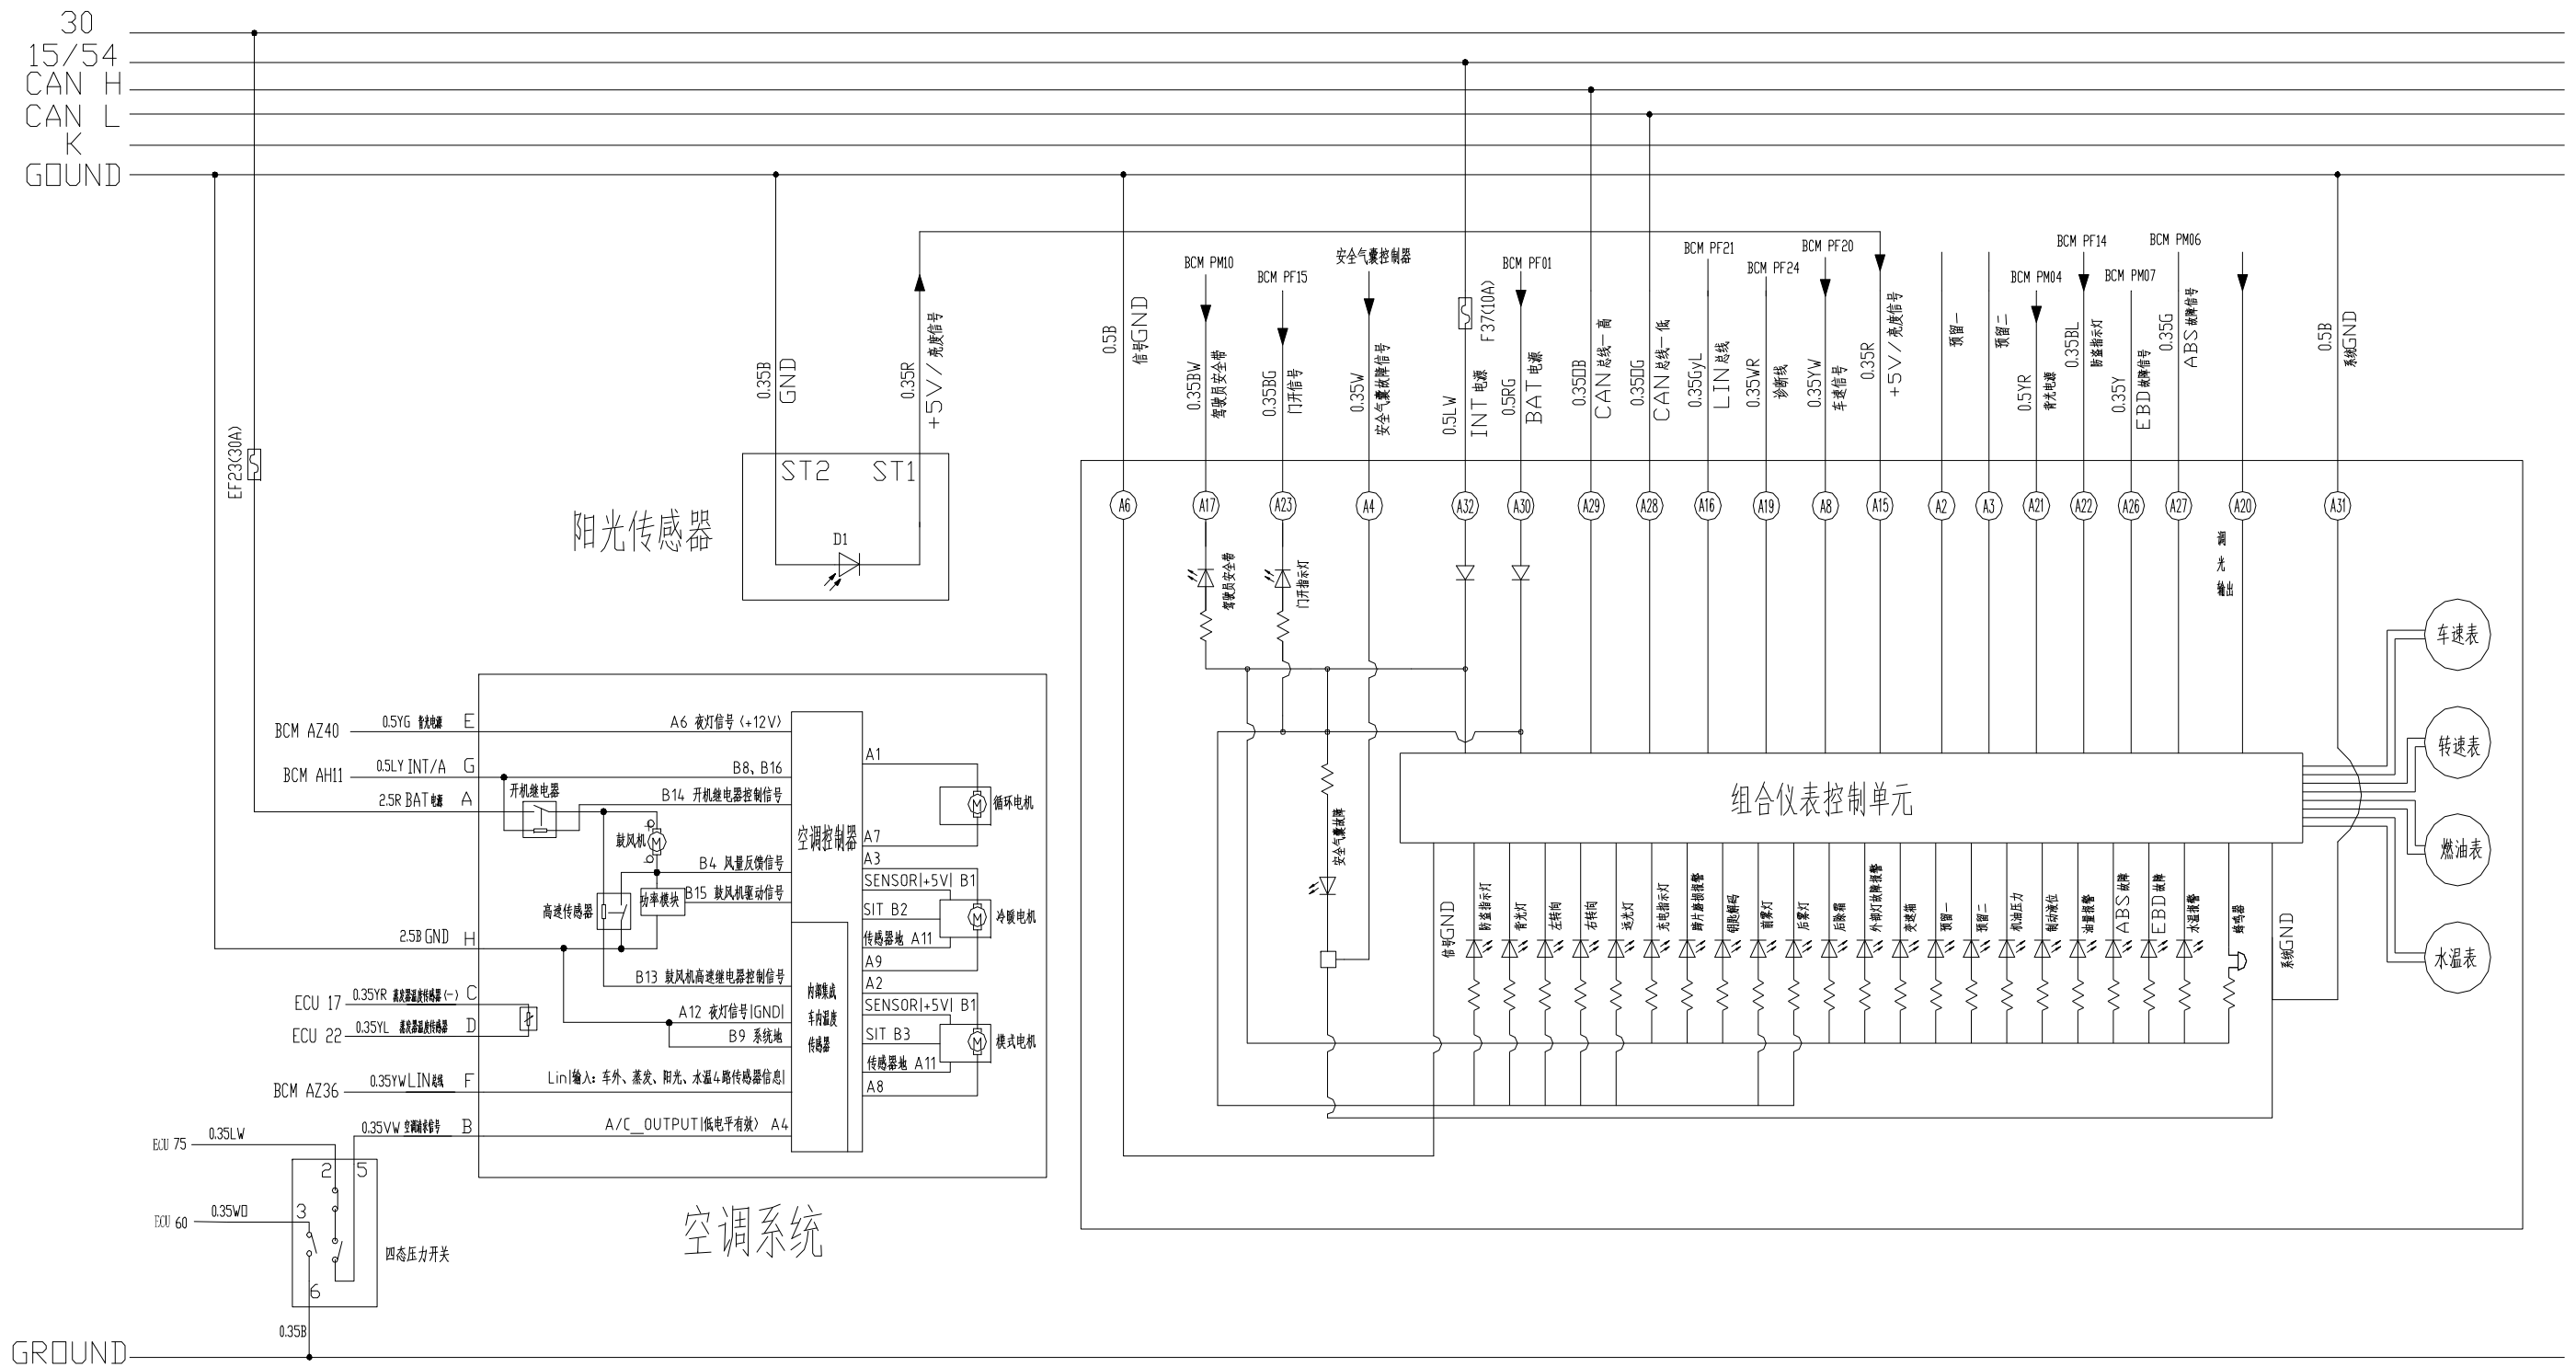 30
15/54
CAN H
CAN L
K
GOUND
EF23(30A)
0.35B
GND
0.35R
+5V/亮度信号
ST2
ST1
D1
阳光传感器
0.5B
信号GND
BCM PM10
0.35BW
驾驶员安全带
BCM PF15
0.35BG
门开信号
安全气囊控制器
0.35W
安全气囊故障信号
F37(10A)
0.5LW
INT 电源
BCM PF01
0.5RG
BAT 电源
0.35OB
CAN总线一高
0.35OG
CAN总线一低
BCM PF21
0.35GyL
LIN总线
BCM PF24
0.35WR
诊断线
BCM PF20
0.35YW
车速信号
0.35R
+5V/亮度信号
预留一
预留二
BCM PM04
0.5YR
背光电源
BCM PF14
0.35BL
防盗指示灯
BCM PM07
0.35Y
EBD故障信号
BCM PM06
0.35G
ABS故障信号
0.5B
系统GND
A6
A17
A23
A4
A32
A30
A29
A28
A16
A19
A8
A15
A2
A3
A21
A22
A26
A27
A20
A31
驾驶员安全带
门开指示灯
光
输出
安全气囊故障
组合仪表控制单元
车速表
转速表
燃油表
水温表
信号GND
防盗指示灯
背光灯
左转向
右转向
远光灯
充电指示灯
蹄片磨损报警
钥匙解码
前雾灯
后雾灯
后除霜
外部灯故障报警
变速箱
预留一
预留二
机油压力
制动液位
油量报警
ABS故障
EBD故障
水温报警
蜂鸣器
系统GND
BCM AZ40
0.5YG 背光电源 E
A6 夜灯信号(+12V)
BCM AH11
0.5LY INT/A G
B8、B16
2.5R BAT电源 A
开机继电器
B14 开机继电器控制信号
鼓风机
M
B4 风量反馈信号
功率模块
B15 鼓风机驱动信号
高速传感器
2.5B GND H
B13 鼓风机高速继电器控制信号
ECU 17
0.35YR 蒸发器温度传感器(-) C
A12 夜灯信号|GND|
ECU 22
0.35YL 蒸发器温度传感器 D
B9 系统地
BCM AZ36
0.35YW LIN总线 F
Lin|输入：车外、蒸发、阳光、水温4路传感器信息|
0.35VW 空调请求信号 B
A/C_OUTPUT|低电平有效) A4
空调控制器
内部集成
车内温度
传感器
A1
M
循环电机
A7
A3
SENSOR|+5V| B1
SIT B2
M
冷暖电机
传感器地 A11
A9
A2
SENSOR|+5V| B1
SIT B3
M
模式电机
传感器地 A11
A8
空调系统
ECU 75
0.35LW
2
5
ECU 60
0.35WO
3
6
四态压力开关
0.35B
GROUND